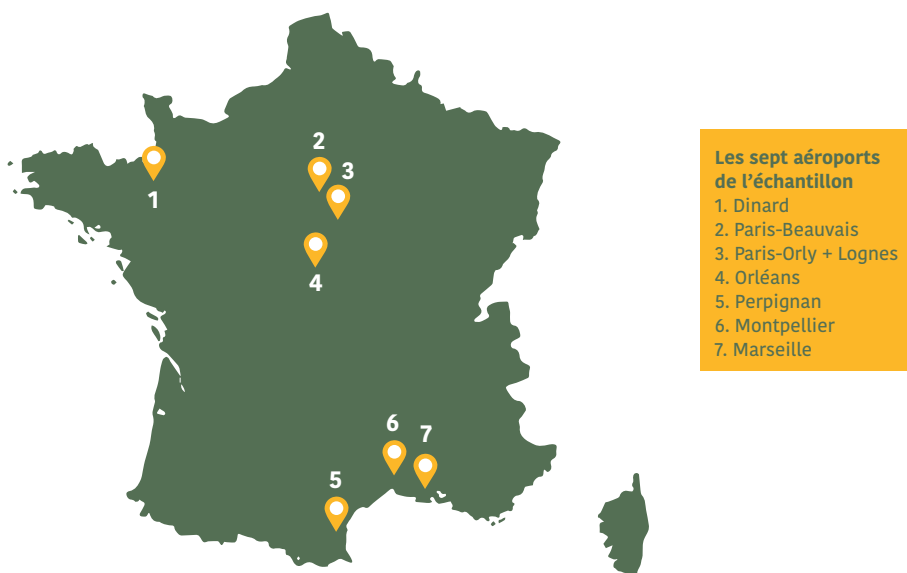 2
3
1
4
6
7
5
Les sept aéroports
de l'échantillon
1. Dinard
2. Paris-Beauvais
3. Paris-Orly + Lognes
4. Orléans
5. Perpignan
6. Montpellier
7. Marseille